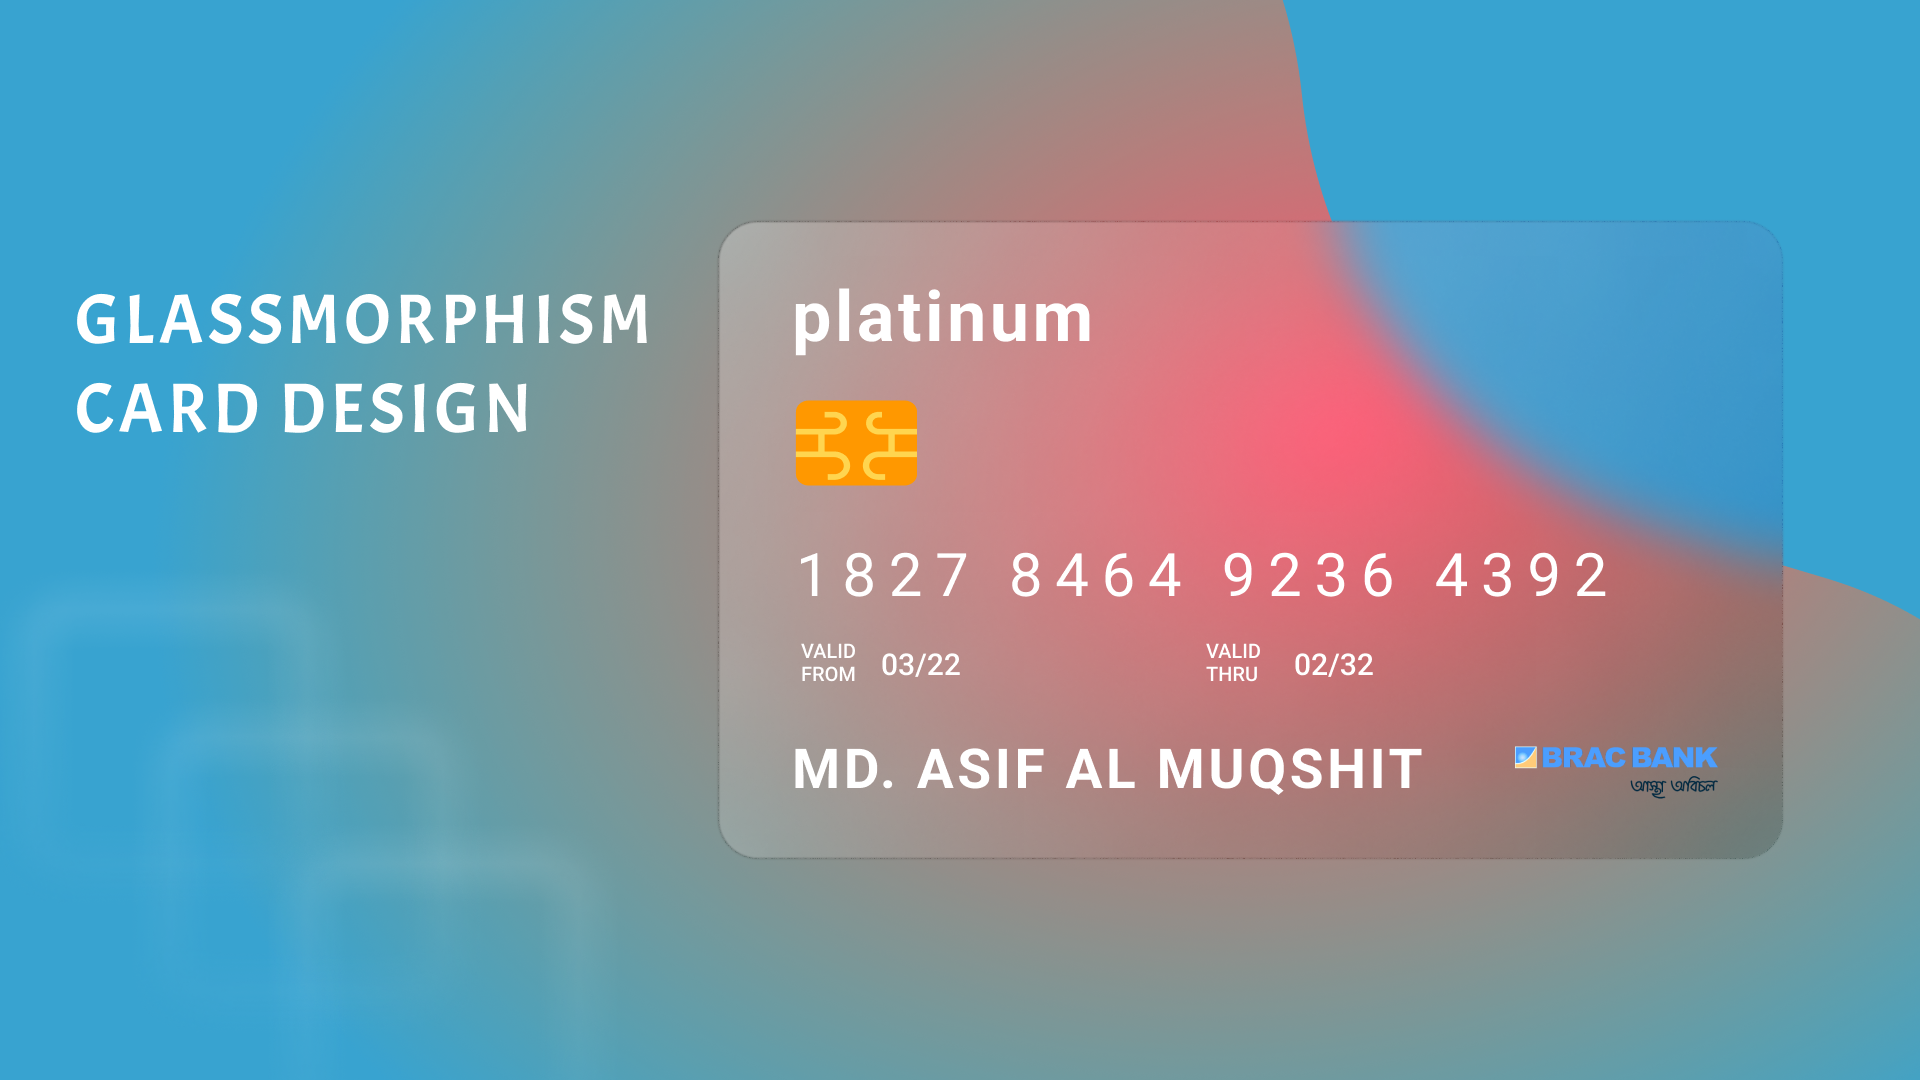 GLASSMORPHISM
CARD DESIGN
platinum
1827 8464 9236 4392
VALID
FROM
03/22
VALID
THRU
02/32
MD. ASIF AL MUQSHIT
BRAC BANK
আস্থা অবিচল